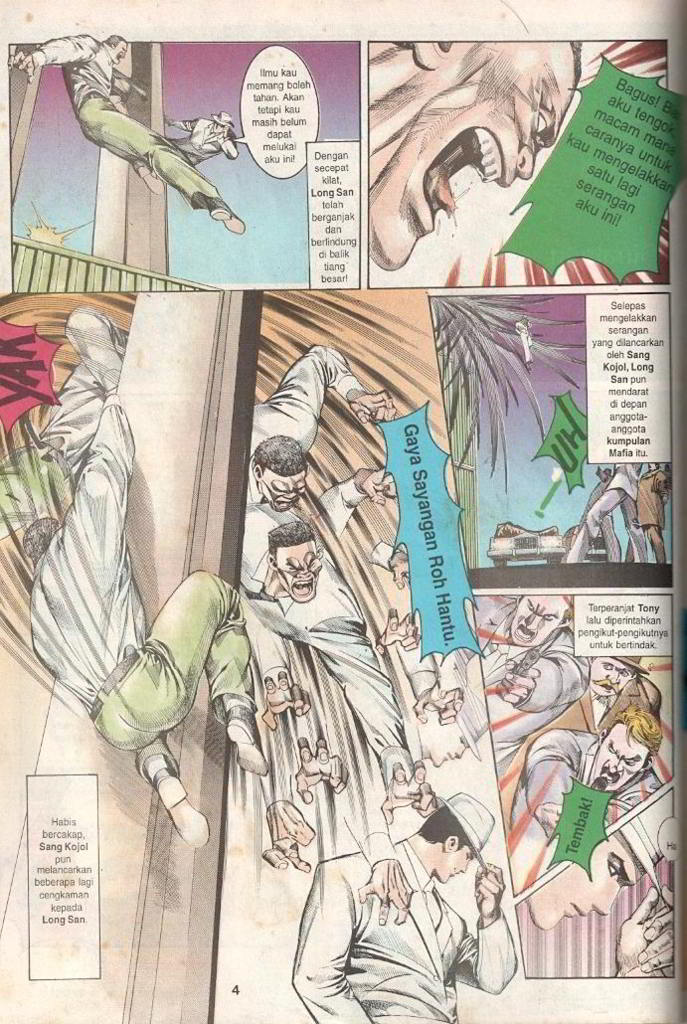 Ilmu kau
memang boleh
tahan. Akan
tetapi kau
masih belum
dapat
melukai
aku ini!
Dengan
secepat
kilat,
Long San
telah
berganjak
dan
berlindung
di balik
tiang
besar!
Bagus!
aku tengok
macam mana
caranya untuk
kau mengelakkan
satu lagi
serangan
aku ini!
YAK
Gaya Sayangan Roh Hantu.
Habis
bercakap,
Sang Kojol
pun
melancarkan
beberapa lagi
cengkaman
kepada
Long San.
Selepas
mengelakkan
serangan
yang dilancarkan
oleh Sang
Kojol, Long
San pun
mendarat
di depan
anggota-
anggota
kumpulan
Mafia itu.
UH
Terperanjat Tony
lalu diperintahkan
pengikut-pengikutnya
untuk bertindak.
Tembak!
4